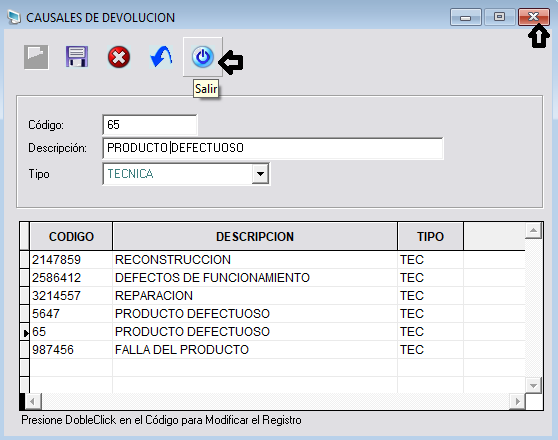 CAUSALES DE DEVOLUCION
Salir
Código: 65
Descripción: PRODUCTO DEFECTUOSO
Tipo TECNICA
CODIGO DESCRIPCION TIPO
2147859 RECONSTRUCCION TEC
2586412 DEFECTOS DE FUNCIONAMIENTO TEC
3214557 REPARACION TEC
5647 PRODUCTO DEFECTUOSO TEC
65 PRODUCTO DEFECTUOSO TEC
987456 FALLA DEL PRODUCTO TEC
Presione DobleClick en el Código para Modificar el Registro